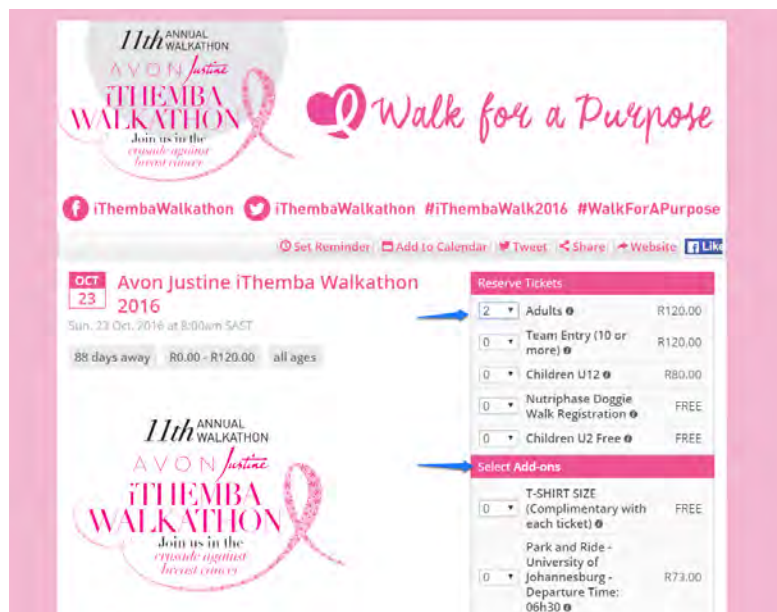 11th ANNUAL WALKATHON
AVON Justine
iTHEMBA
WALKATHON
Join us in the
crusade against
breast cancer
Walk for a Purpose
iThembaWalkathon iThembaWalkathon #iThembaWalk2016 #WalkForAPurpose
Set Reminder Add to Calendar Tweet Share Website Like
OCT
23
Avon Justine iThemba Walkathon
2016
Sun. 23 Oct. 2016 at 8:00am SAST
88 days away R0.00 - R120.00 all ages
11th ANNUAL WALKATHON
AVON Justine
iTHEMBA
WALKATHON
Join us in the
crusade against
breast cancer
Reserve Tickets
2 Adults R120.00
0 Team Entry (10 or
more) R120.00
0 Children U12 R80.00
0 Nutriphase Doggie
Walk Registration FREE
0 Children U2 Free FREE
Select Add-ons
T-SHIRT SIZE
0 (Complimentary with FREE
each ticket)
Park and Ride -
University of
0 Johannesburg - R73.00
Departure Time:
06h30